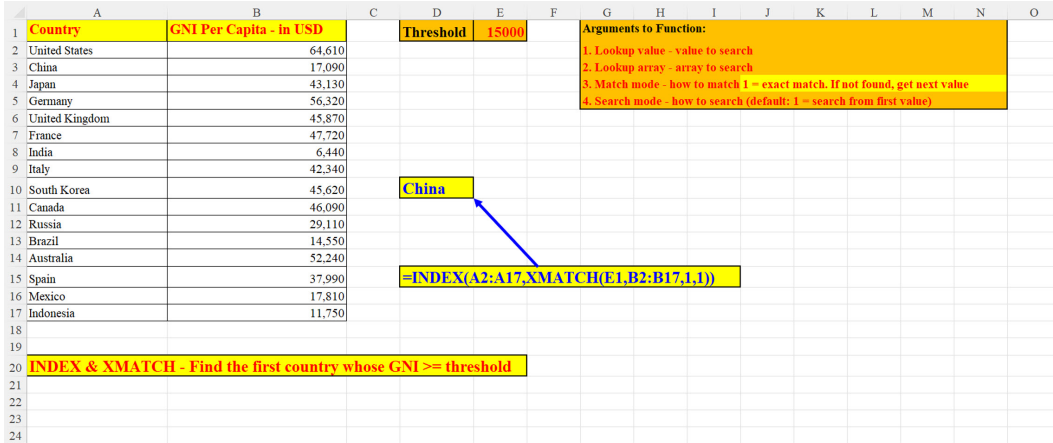 A B C D E F G H I J K L M N O
1 Country GNI Per Capita - in USD Threshold 15000 Arguments to Function:
2 United States 64,610 1. Lookup value - value to search
3 China 17,090 2. Lookup array - array to search
4 Japan 43,130 3. Match mode - how to match 1 = exact match. If not found, get next value
5 Germany 56,320 4. Search mode - how to search (default: 1 = search from first value)
6 United Kingdom 45,870
7 France 47,720
8 India 6,440
9 Italy 42,340
10 South Korea 45,620 China
11 Canada 46,090
12 Russia 29,110
13 Brazil 14,550
14 Australia 52,240
15 Spain 37,990 =INDEX(A2:A17,XMATCH(E1,B2:B17,1,1))
16 Mexico 17,810
17 Indonesia 11,750
18
19
20 INDEX & XMATCH - Find the first country whose GNI >= threshold
21
22
23
24